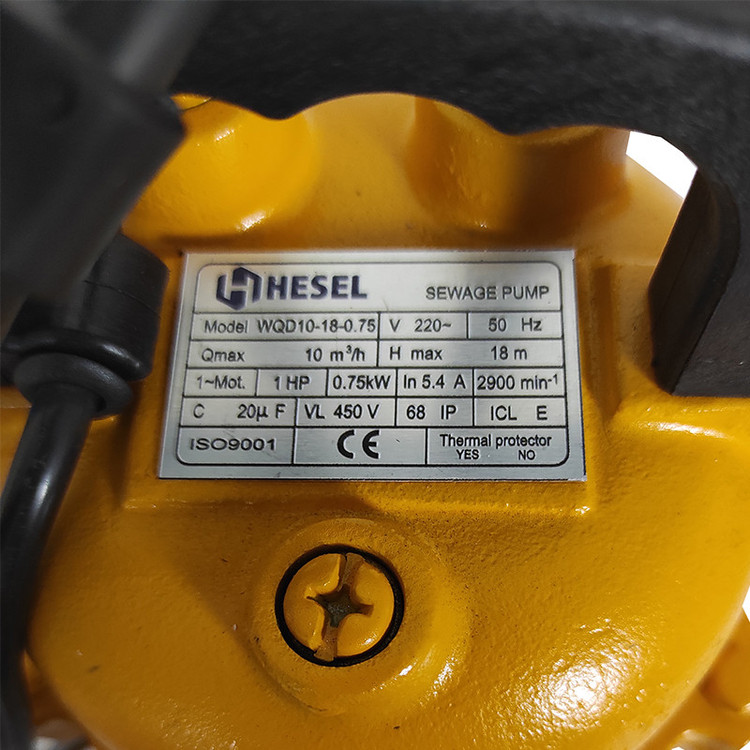 HESEL SEWAGE PUMP
Model WQD10-18-0.75 V 220~ 50 Hz
Qmax 10 m³/h H max 18 m
1~Mot. 1 HP 0.75kW In 5.4 A 2900 min⁻¹
C 20μ F VL 450 V 68 IP ICL E
ISO9001 CE Thermal protector
YES NO